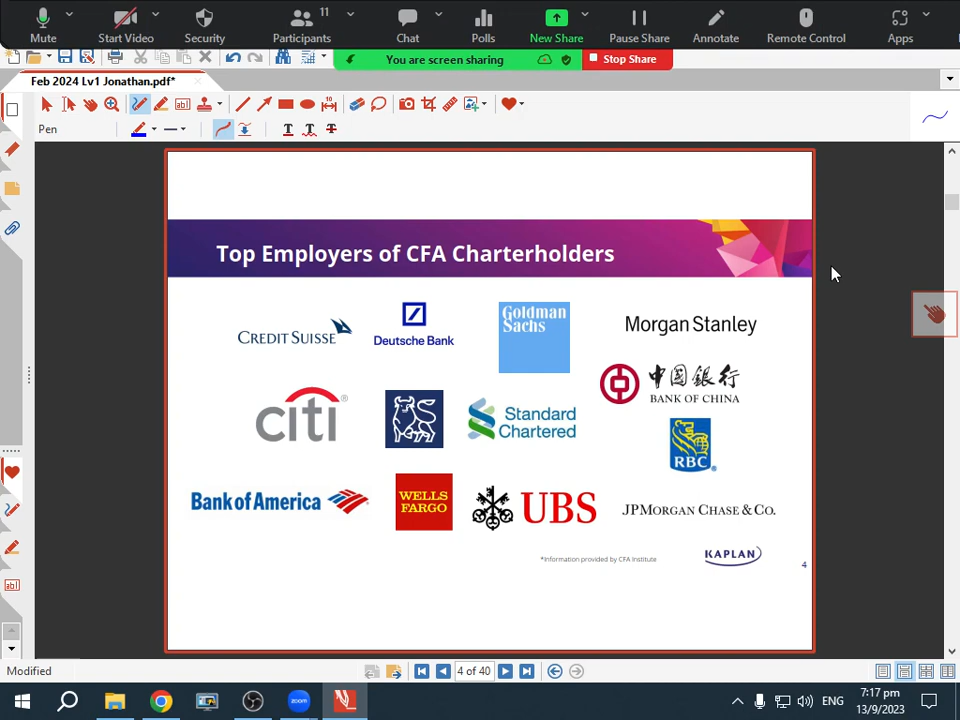 11
Mute
Start Video
Security
Participants
Chat
Polls
New Share
Pause Share
Annotate
Remote Control
Apps
You are screen sharing
Stop Share
Feb 2024 Lv1 Jonathan.pdf*
Pen
Top Employers of CFA Charterholders
CREDIT SUISSE
Deutsche Bank
Goldman
Sachs
Morgan Stanley
中国银行
BANK OF CHINA
citi
Standard
Chartered
RBC
Bank of America
WELLS
FARGO
UBS
JPMORGAN CHASE & CO.
*Information provided by CFA Institute
KAPLAN
4
Modified
4 of 40
zoom
ENG
7:17 pm
13/9/2023